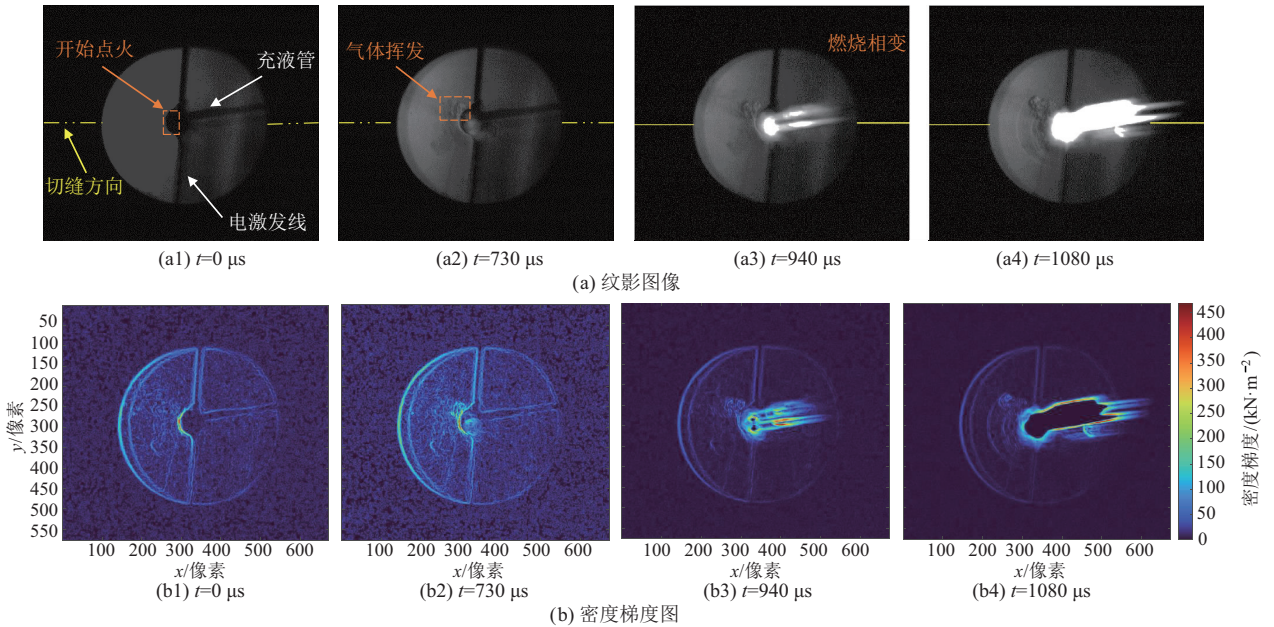 开始点火
充液管
切缝方向
电激发线
气体挥发
燃烧相变
(a1) t=0 μs
(a2) t=730 μs
(a3) t=940 μs
(a4) t=1080 μs
(a) 纹影图像
50
100
150
200
250
300
350
400
450
500
550
y/像素
100 200 300 400 500 600
100 200 300 400 500 600
100 200 300 400 500 600
100 200 300 400 500 600
x/像素
x/像素
x/像素
x/像素
450
400
350
300
250
200
150
100
50
0
密度梯度/(kN·m⁻²)
(b1) t=0 μs
(b2) t=730 μs
(b3) t=940 μs
(b4) t=1080 μs
(b) 密度梯度图